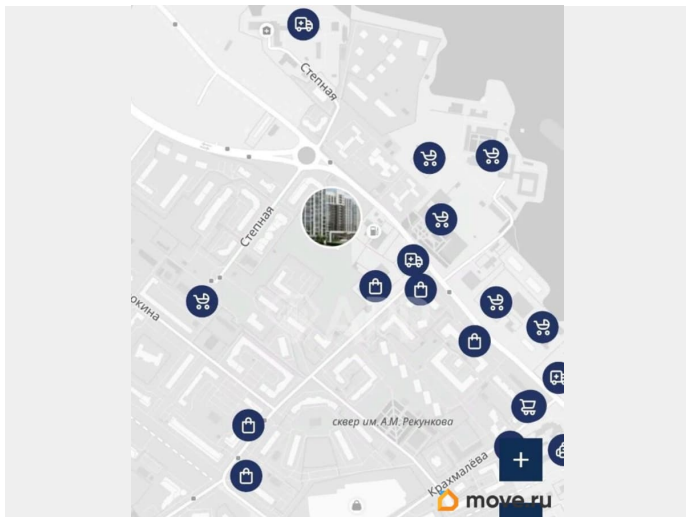 Степная
Степная
окина
сквер им. А.М. Рекункова
Крахмалёва
+
move.ru